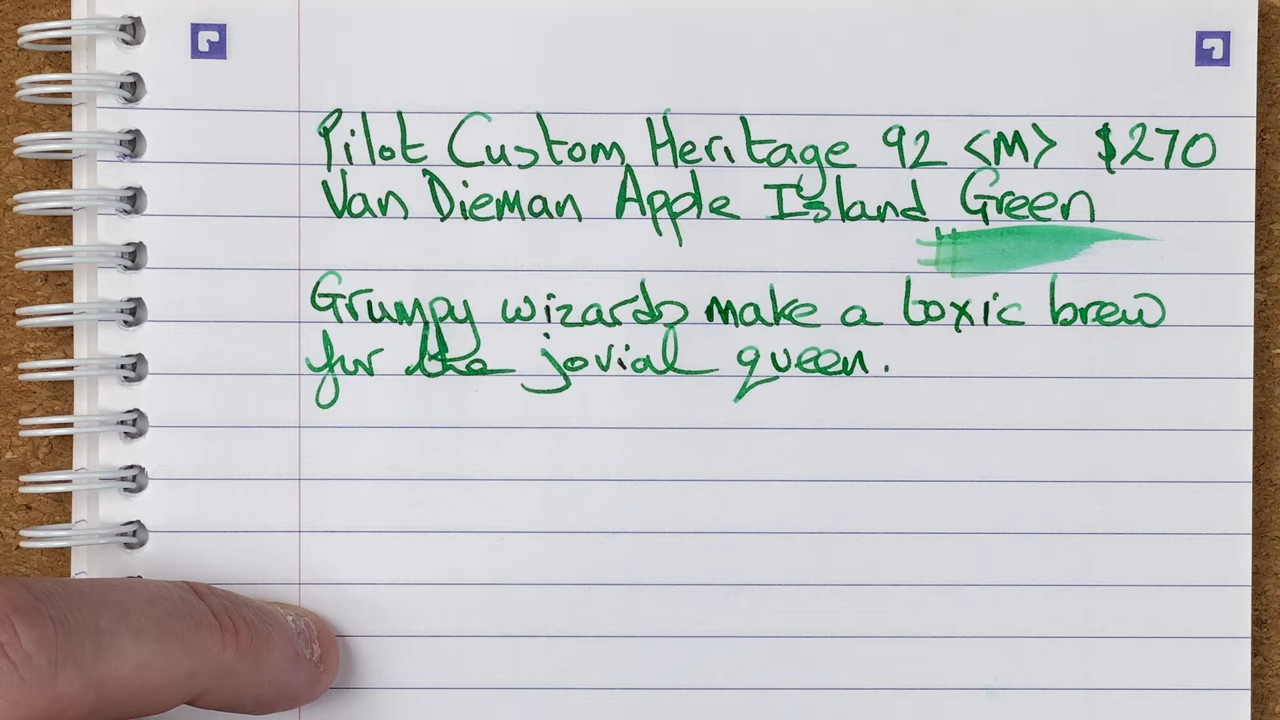 Pilot Custom Heritage 92 <M> $270
Van Dieman Apple Island Green
Grumpy wizards make a toxic brew
for the jovial queen.